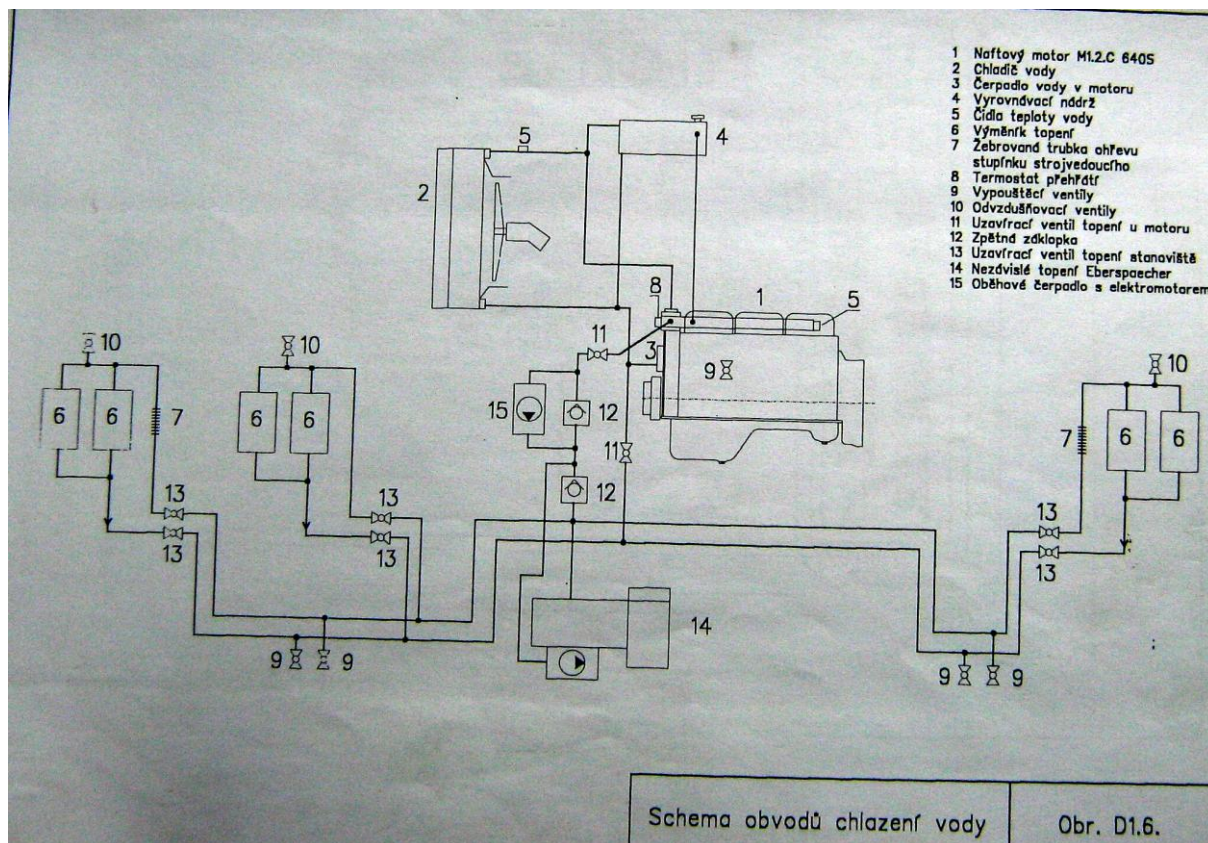 1 Naftový motor M1.2.C 640S
2 Chladič vody
3 Čerpadlo vody v motoru
4 Vyrovnávací nádrž
5 Čidla teploty vody
6 Výměník topení
7 Žebrovaná trubka ohřevu
stupínku strojvedoucího
8 Termostat přehřátí
9 Vypouštěcí ventily
10 Odvzdušňovací ventily
11 Uzavírací ventil topení u motoru
12 Zpětná záklopka
13 Uzavírací ventil topení stanoviště
14 Nezávislé topení Eberspaecher
15 Oběhové čerpadlo s elektromotorem
5
4
2
8
1
5
10
10
11
3
9
10
6
6
7
6
6
15
12
7
6
6
11
12
13
13
13
13
13
13
14
9
9
9
9
Schema obvodů chlazení vody
Obr. D1.6.